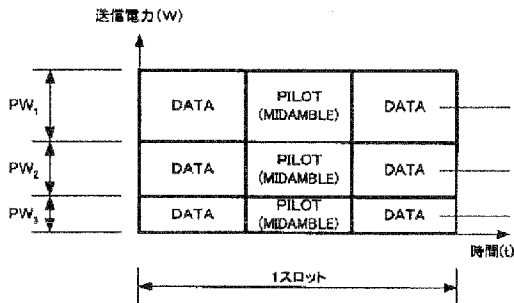 送信電力(W)
PW1
DATA
PILOT
(MIDAMBLE)
DATA
PW2
DATA
PILOT
(MIDAMBLE)
DATA
PW3
DATA
PILOT
(MIDAMBLE)
DATA
時間(t)
1スロット